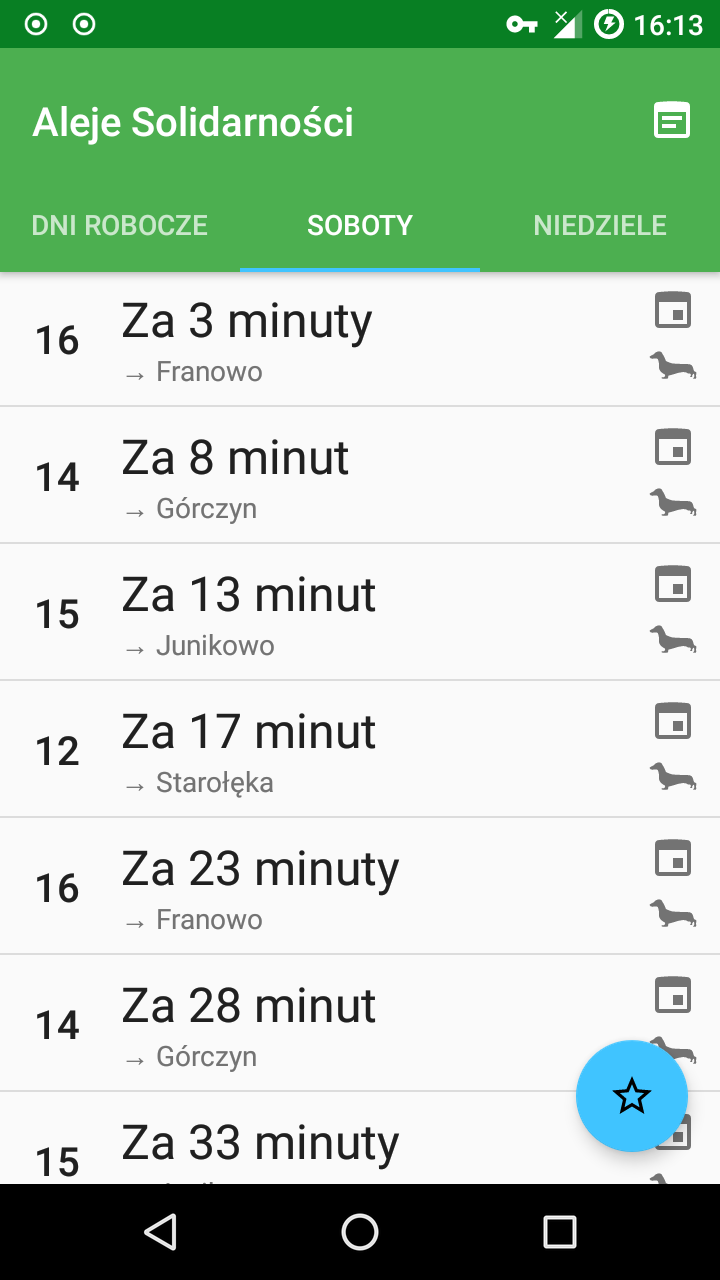 16:13
Aleje Solidarności
DNI ROBOCZE SOBOTY NIEDZIELE
16 Za 3 minuty
→ Franowo
14 Za 8 minut
→ Górczyn
15 Za 13 minut
→ Junikowo
12 Za 17 minut
→ Starołęka
16 Za 23 minuty
→ Franowo
14 Za 28 minut
→ Górczyn
15 Za 33 minuty